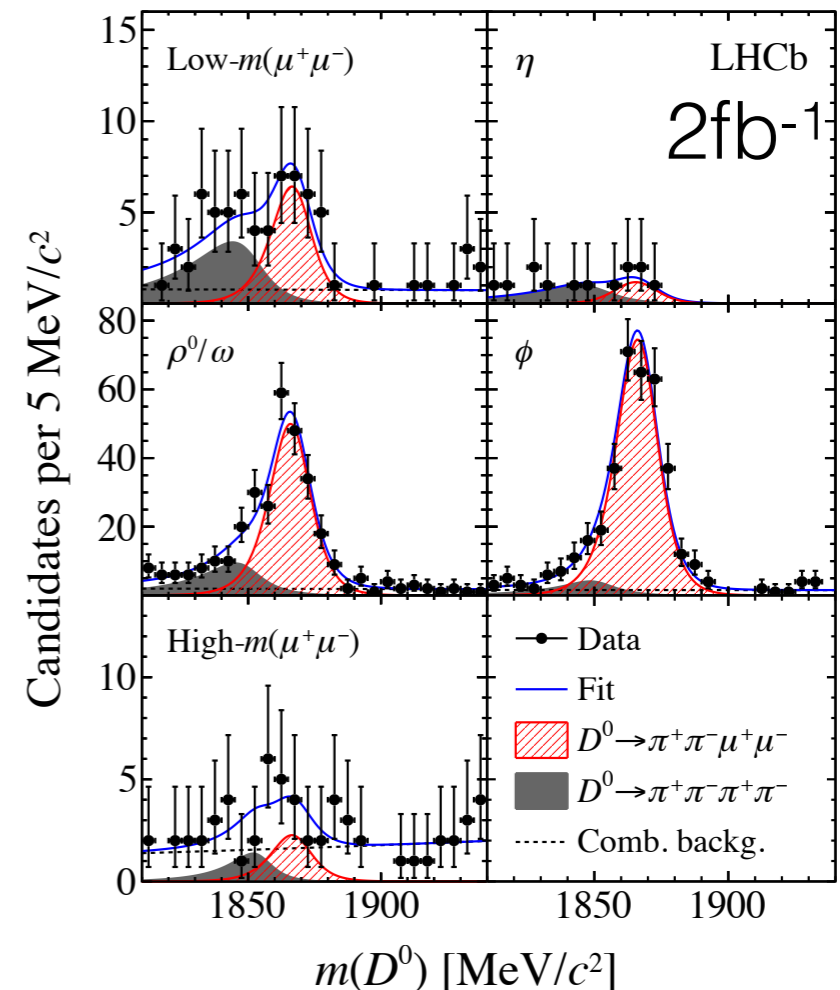 Candidates per 5 MeV/c²
15
10
5
Low-m(μ⁺μ⁻)
η
LHCb
2fb⁻¹
80
60
40
20
ρ⁰/ω
ϕ
10
5
0
High-m(μ⁺μ⁻)
Data
Fit
D⁰→π⁺π⁻μ⁺μ⁻
D⁰→π⁺π⁻π⁺π⁻
Comb. backg.
1850 1900 1850 1900
m(D⁰) [MeV/c²]